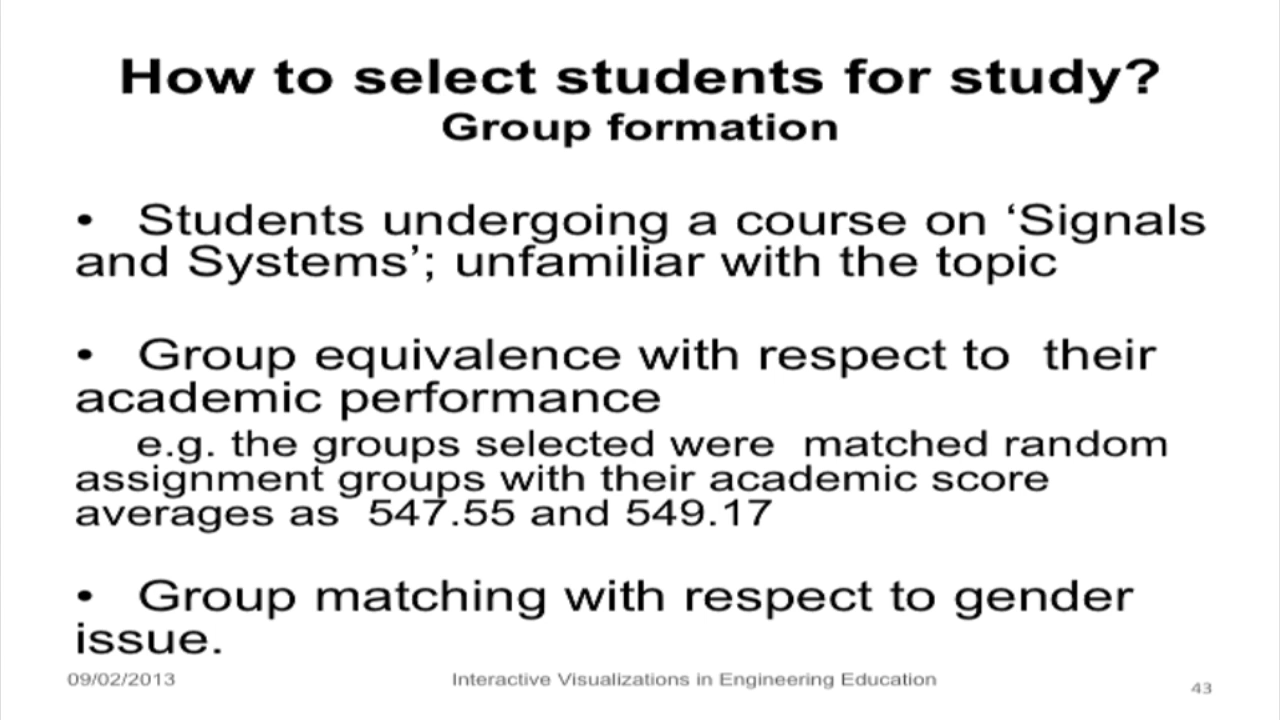 How to select students for study?
Group formation
• Students undergoing a course on ‘Signals
and Systems’; unfamiliar with the topic
• Group equivalence with respect to their
academic performance
e.g. the groups selected were matched random
assignment groups with their academic score
averages as 547.55 and 549.17
• Group matching with respect to gender
issue.
09/02/2013
Interactive Visualizations in Engineering Education
43